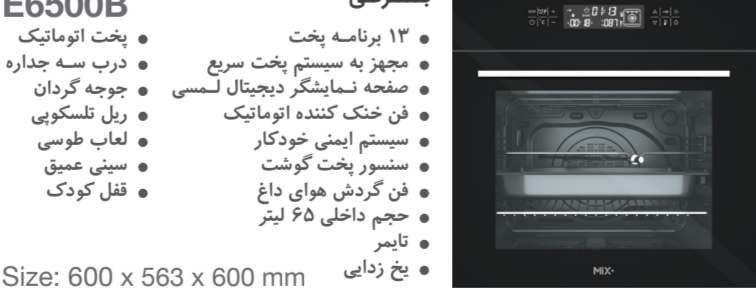 E6500B
۱۳ برنامه پخت
مجهز به سیستم پخت سریع
صفحه نمایشگر دیجیتال لمسی
فن خنک کننده اتوماتیک
سیستم ایمنی خودکار
سنسور پخت گوشت
فن گردش هوای داغ
حجم داخلی ۶۵ لیتر
تایمر
یخ زدایی
پخت اتوماتیک
درب سه جداره
جوجه گردان
ریل تلسکوپی
لعاب طوسی
سینی عمیق
قفل کودک
Size: 600 x 563 x 600 mm
MiX+